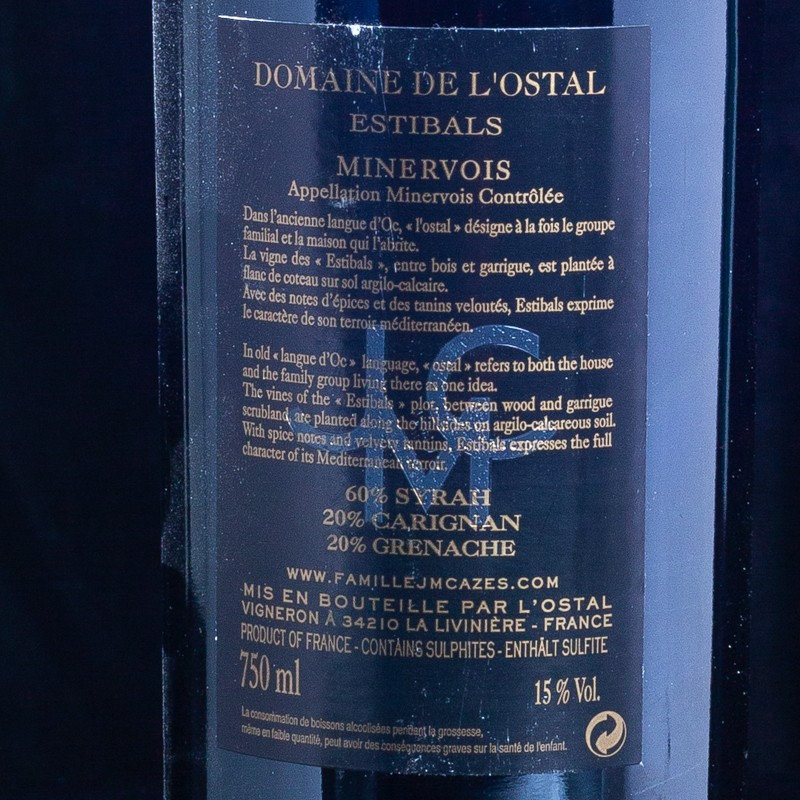 DOMAINE DE L'OSTAL
ESTIBALS
MINERVOIS
Appellation Minervois Contrôlée
Dans l'ancienne langue d'Oc, « l'ostal » désigne à la fois le groupe
familial et la maison qui l'abrite.
La vigne des « Estibals », entre bois et garrigue, est plantée à
flanc de coteau sur sol argilo-calcaire.
Avec des notes d'épices et des tanins veloutés, Estibals exprime
le caractère de son terroir méditerranéen.
In old « langue d'Oc » language, « ostal » refers to both the house
and the family group living there as one idea.
The vines of the « Estibals » plot, between wood and garrigue
scrubland, are planted along the hillsides on argilo-calcareous soil.
With spice notes and velvety tannins, Estibals expresses the full
character of its Mediterranean terroir.
JMC
60% SYRAH
20% CARIGNAN
20% GRENACHE
WWW.FAMILLEJMCAZES.COM
MIS EN BOUTEILLE PAR L'OSTAL
VIGNERON À 34210 LA LIVINIÈRE - FRANCE
PRODUCT OF FRANCE - CONTAINS SULPHITES - ENTHÄLT SULFITE
750 ml
15 % Vol.
La consommation de boissons alcoolisées pendant la grossesse,
même en faible quantité, peut avoir des conséquences graves sur la santé de l'enfant.